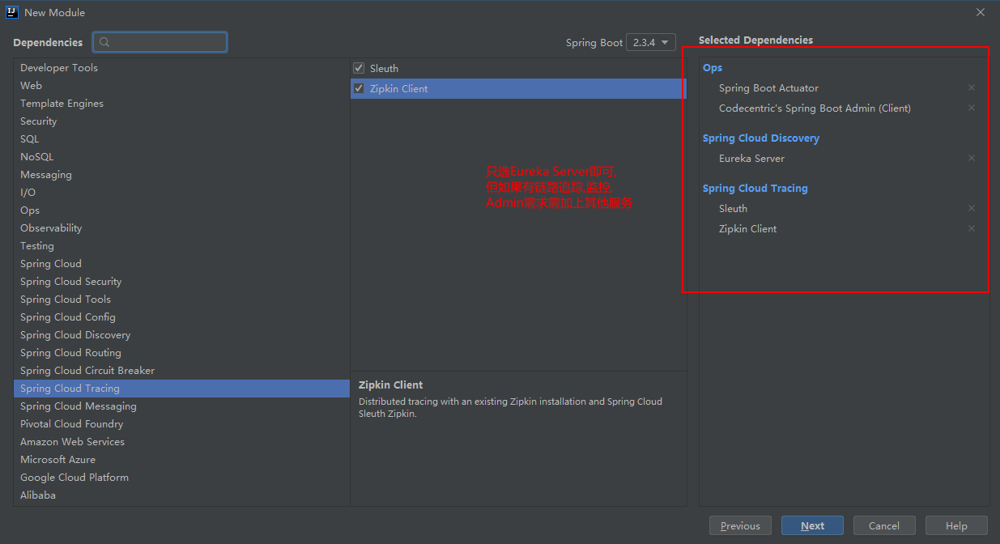 New Module
Dependencies
Spring Boot 2.3.4
Selected Dependencies
Developer Tools
Web
Template Engines
Security
SQL
NoSQL
Messaging
I/O
Ops
Observability
Testing
Spring Cloud
Spring Cloud Security
Spring Cloud Tools
Spring Cloud Config
Spring Cloud Discovery
Spring Cloud Routing
Spring Cloud Circuit Breaker
Spring Cloud Tracing
Spring Cloud Messaging
Pivotal Cloud Foundry
Amazon Web Services
Microsoft Azure
Google Cloud Platform
Alibaba
Sleuth
Zipkin Client
只选Eureka Server即可,
但如果有链路追踪,监控,
Admin需求需加上其他服务
Zipkin Client
Distributed tracing with an existing Zipkin installation and Spring Cloud
Sleuth Zipkin.
Ops
Spring Boot Actuator
Codecentric's Spring Boot Admin (Client)
Spring Cloud Discovery
Eureka Server
Spring Cloud Tracing
Sleuth
Zipkin Client
Previous
Next
Cancel
Help